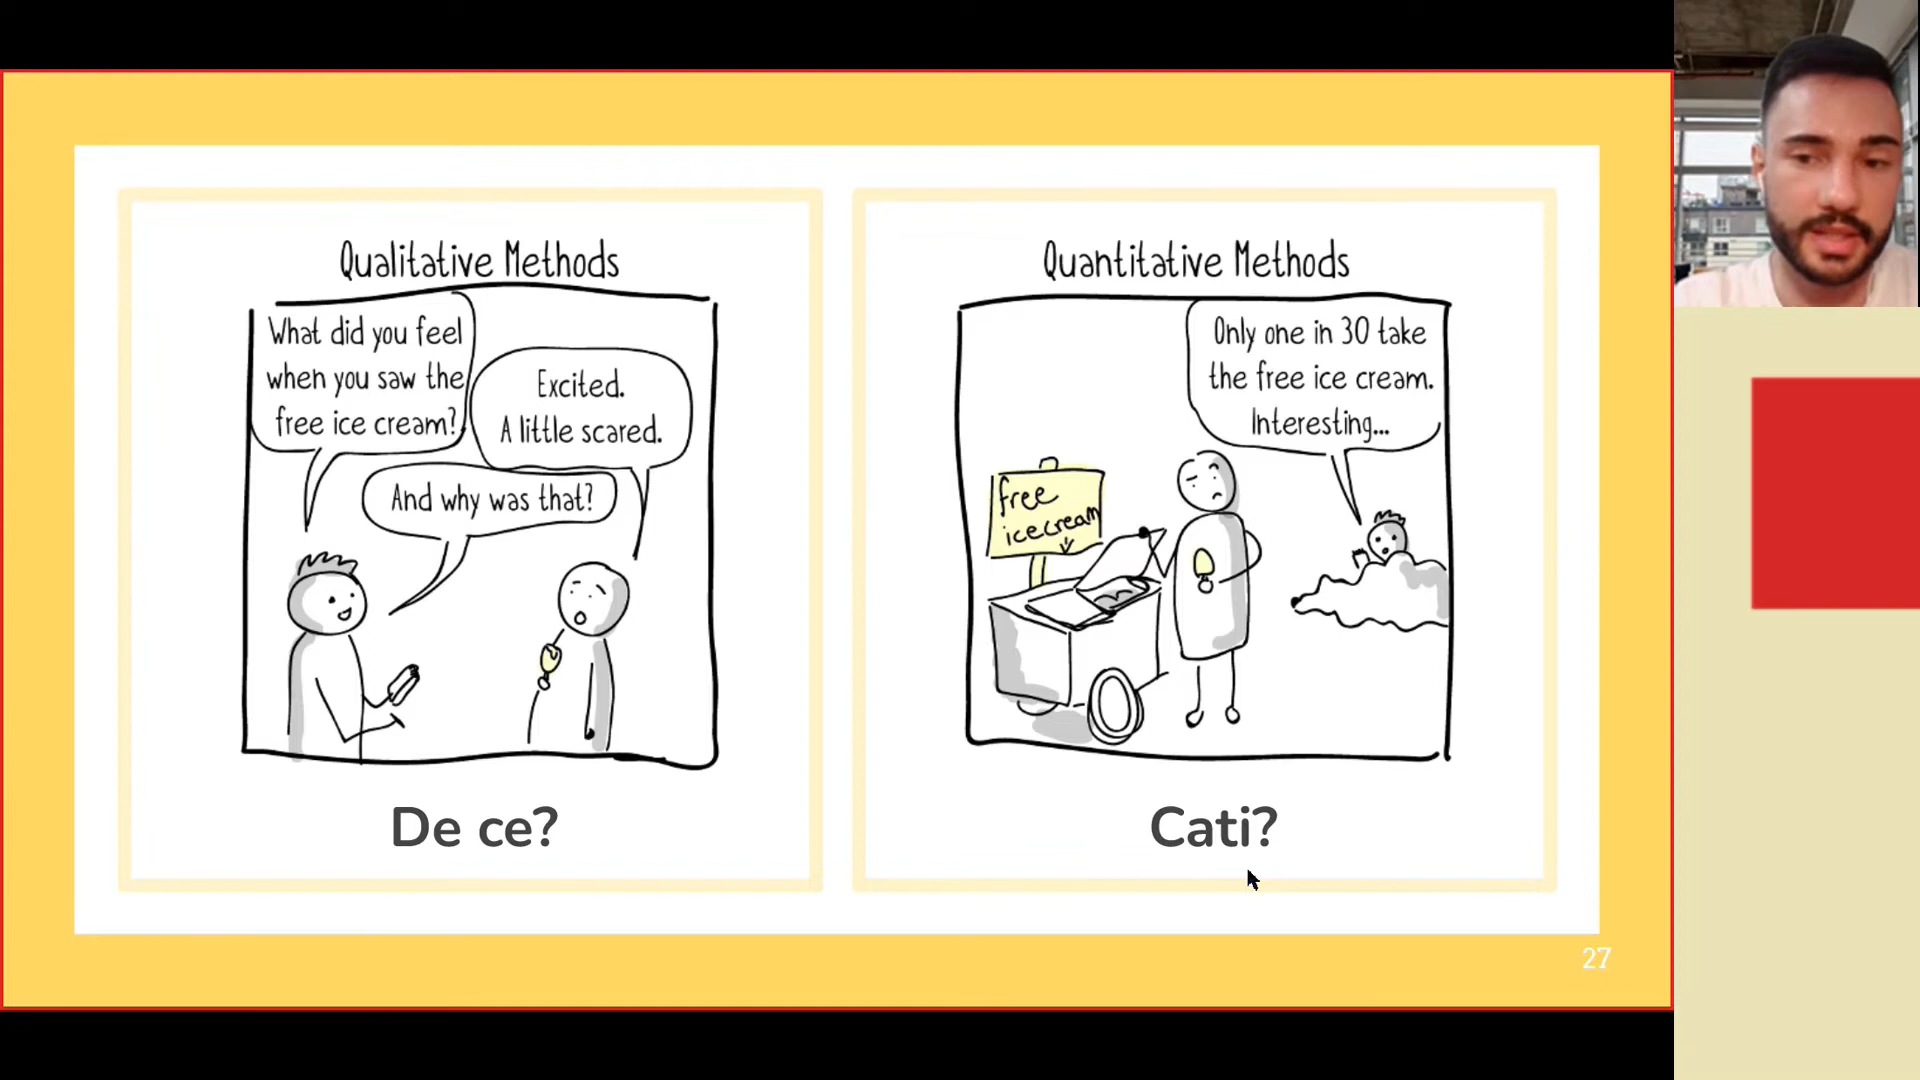 Qualitative Methods
What did you feel
when you saw the
free ice cream?
Excited.
A little scared.
And why was that?
De ce?
Quantitative Methods
Only one in 30 take
the free ice cream.
Interesting...
free
icecream
Cati?
27